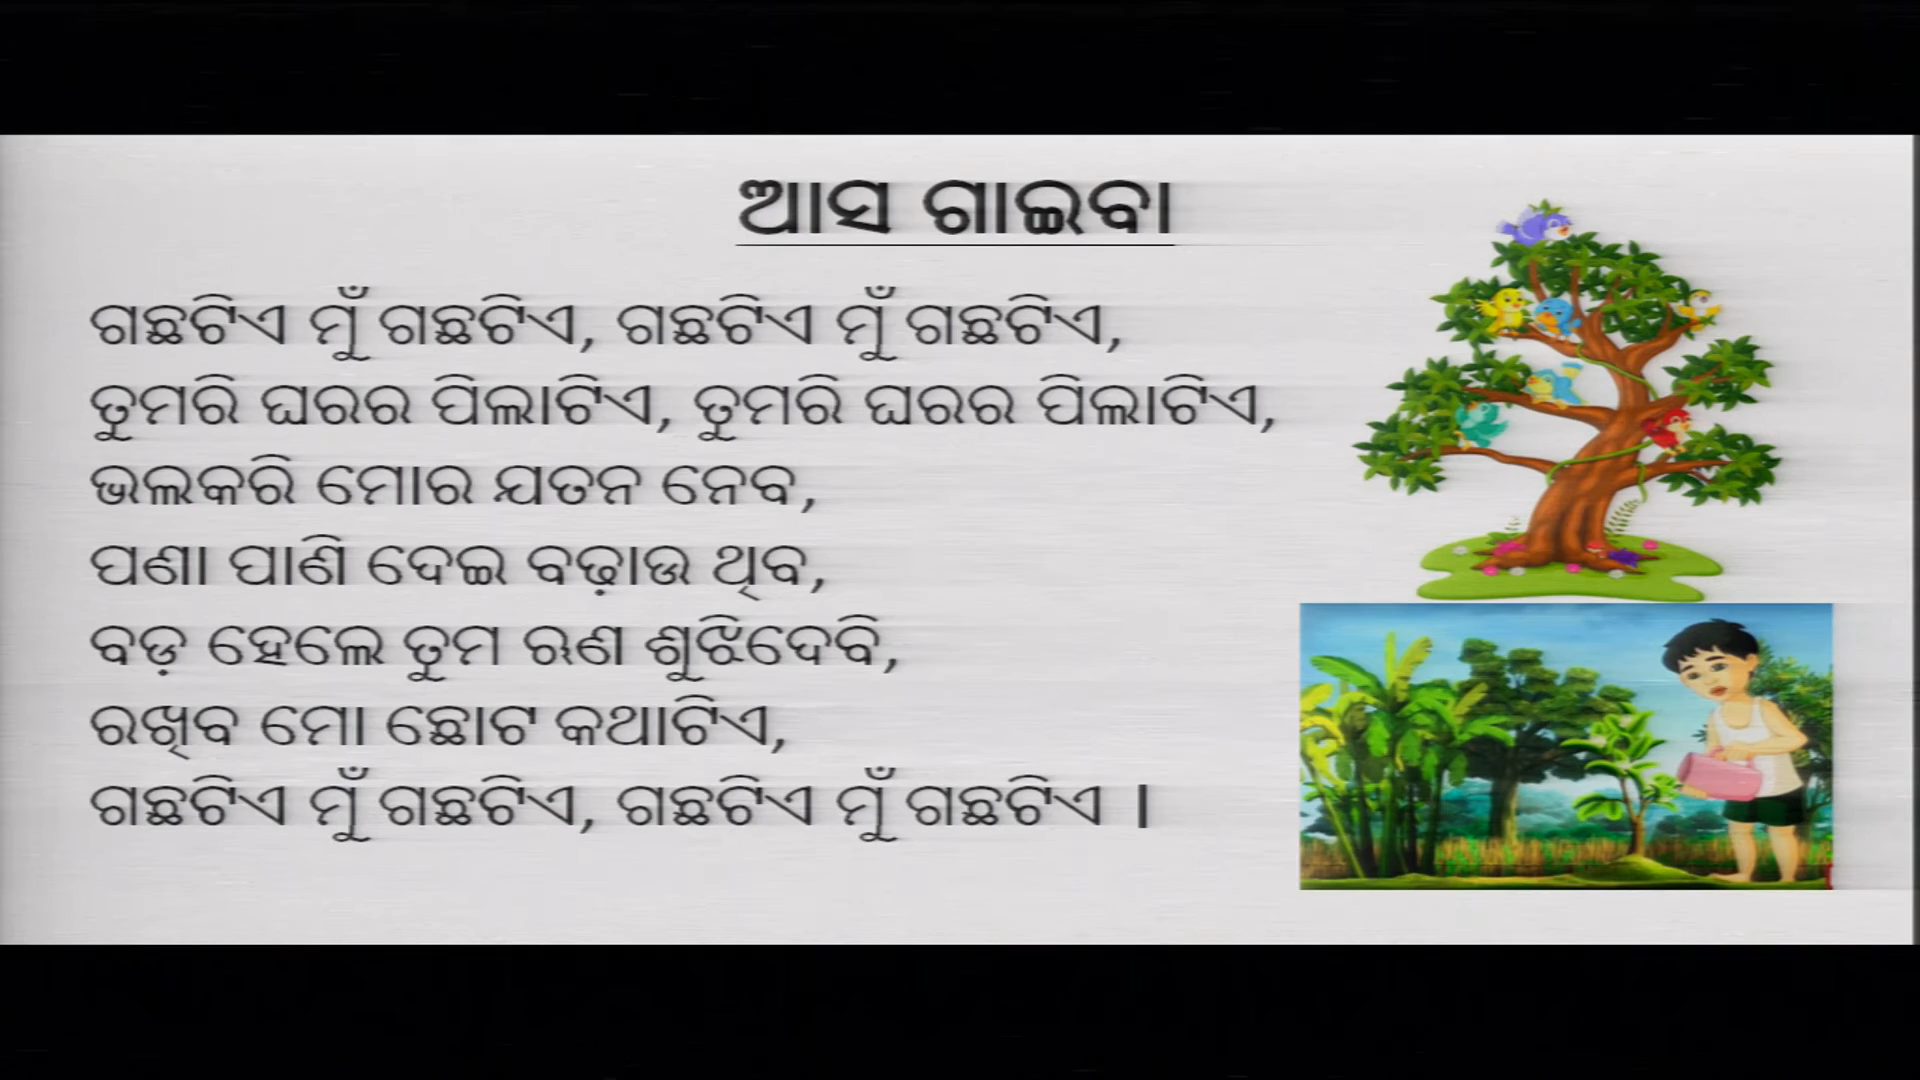 ଆସ ଗାଇବା
ଗଛଟିଏ ମୁଁ ଗଛଟିଏ, ଗଛଟିଏ ମୁଁ ଗଛଟିଏ,
ତୁମରି ଘରର ପିଲାଟିଏ, ତୁମରି ଘରର ପିଲାଟିଏ,
ଭଲକରି ମୋର ଯତନ ନେବ,
ପଣା ପାଣି ଦେଇ ବଢ଼ାଉ ଥିବ,
ବଡ଼ ହେଲେ ତୁମ ଋଣ ଶୁଝିଦେବି,
ରଖିବ ମୋ ଛୋଟ କଥାଟିଏ,
ଗଛଟିଏ ମୁଁ ଗଛଟିଏ, ଗଛଟିଏ ମୁଁ ଗଛଟିଏ ।